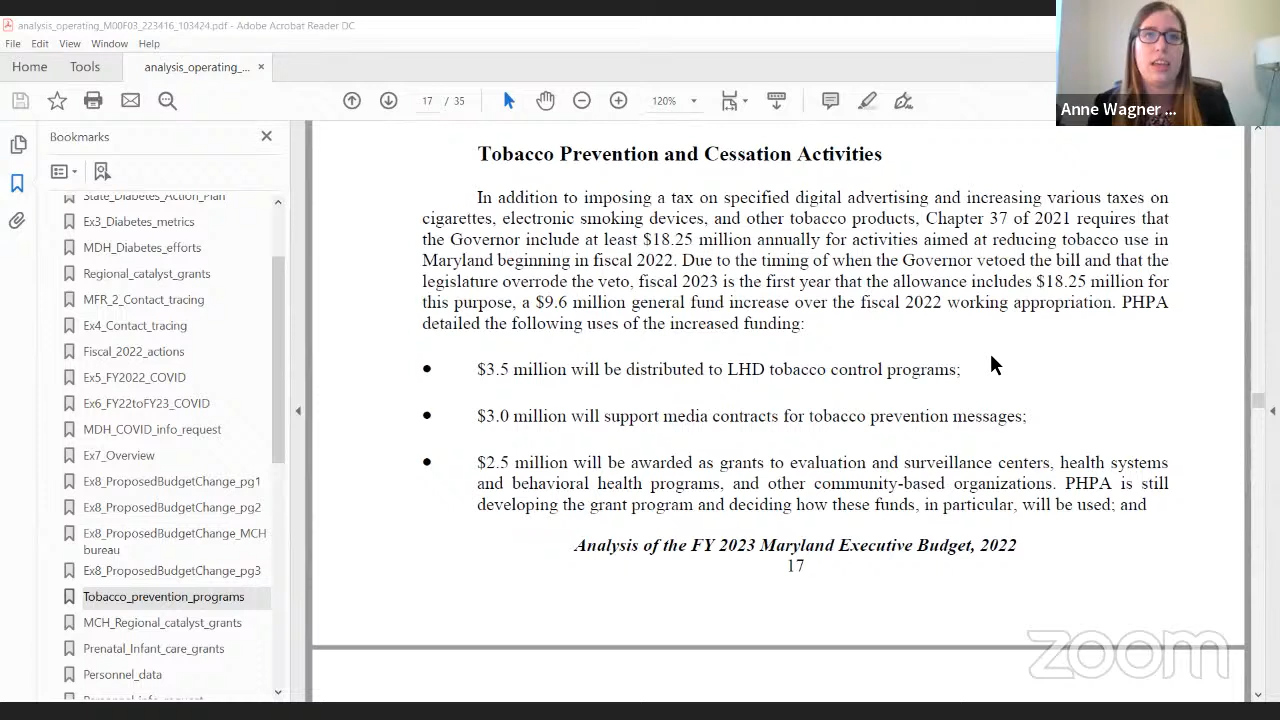 analysis_operating_M00F03_223416_103424.pdf - Adobe Acrobat Reader DC
File Edit View Window Help
Home Tools analysis_operating_... ×
17 / 35 120%
Anne Wagner ...
Bookmarks
State_Diabetes_Action_Plan
Ex3_Diabetes_metrics
MDH_Diabetes_efforts
Regional_catalyst_grants
MFR_2_Contact_tracing
Ex4_Contact_tracing
Fiscal_2022_actions
Ex5_FY2022_COVID
Ex6_FY22toFY23_COVID
MDH_COVID_info_request
Ex7_Overview
Ex8_ProposedBudgetChange_pg1
Ex8_ProposedBudgetChange_pg2
Ex8_ProposedBudgetChange_MCH
bureau
Ex8_ProposedBudgetChange_pg3
Tobacco_prevention_programs
MCH_Regional_catalyst_grants
Prenatal_Infant_care_grants
Personnel_data
Personnel_info_request
Tobacco Prevention and Cessation Activities
In addition to imposing a tax on specified digital advertising and increasing various taxes on
cigarettes, electronic smoking devices, and other tobacco products, Chapter 37 of 2021 requires that
the Governor include at least $18.25 million annually for activities aimed at reducing tobacco use in
Maryland beginning in fiscal 2022. Due to the timing of when the Governor vetoed the bill and that the
legislature overrode the veto, fiscal 2023 is the first year that the allowance includes $18.25 million for
this purpose, a $9.6 million general fund increase over the fiscal 2022 working appropriation. PHPA
detailed the following uses of the increased funding:
● $3.5 million will be distributed to LHD tobacco control programs;
● $3.0 million will support media contracts for tobacco prevention messages;
● $2.5 million will be awarded as grants to evaluation and surveillance centers, health systems
and behavioral health programs, and other community-based organizations. PHPA is still
developing the grant program and deciding how these funds, in particular, will be used; and
Analysis of the FY 2023 Maryland Executive Budget, 2022
17
zoom